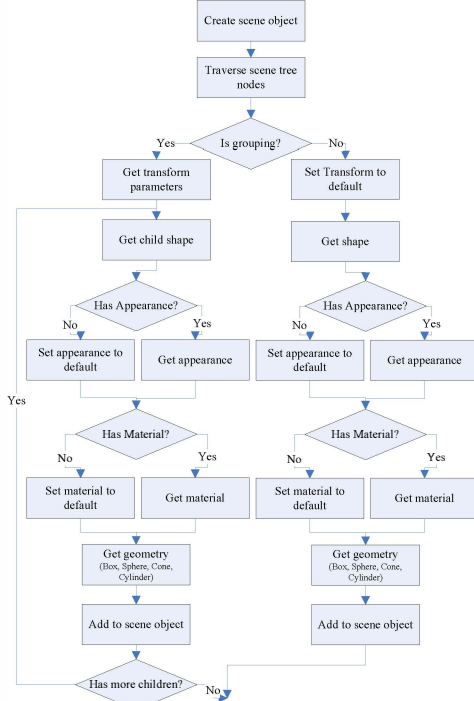 Create scene object
Traverse scene tree
nodes
Is grouping?
Yes
No
Get transform
parameters
Set Transform to
default
Get child shape
Get shape
Has Appearance?
Has Appearance?
No
Yes
No
Yes
Set appearance to
default
Get appearance
Set appearance to
default
Get appearance
Yes
Has Material?
Has Material?
No
Yes
No
Yes
Set material to
default
Get material
Set material to
default
Get material
Get geometry
(Box, Sphere, Cone,
Cylinder)
Get geometry
(Box, Sphere, Cone,
Cylinder)
Add to scene object
Add to scene object
Has more children?
No